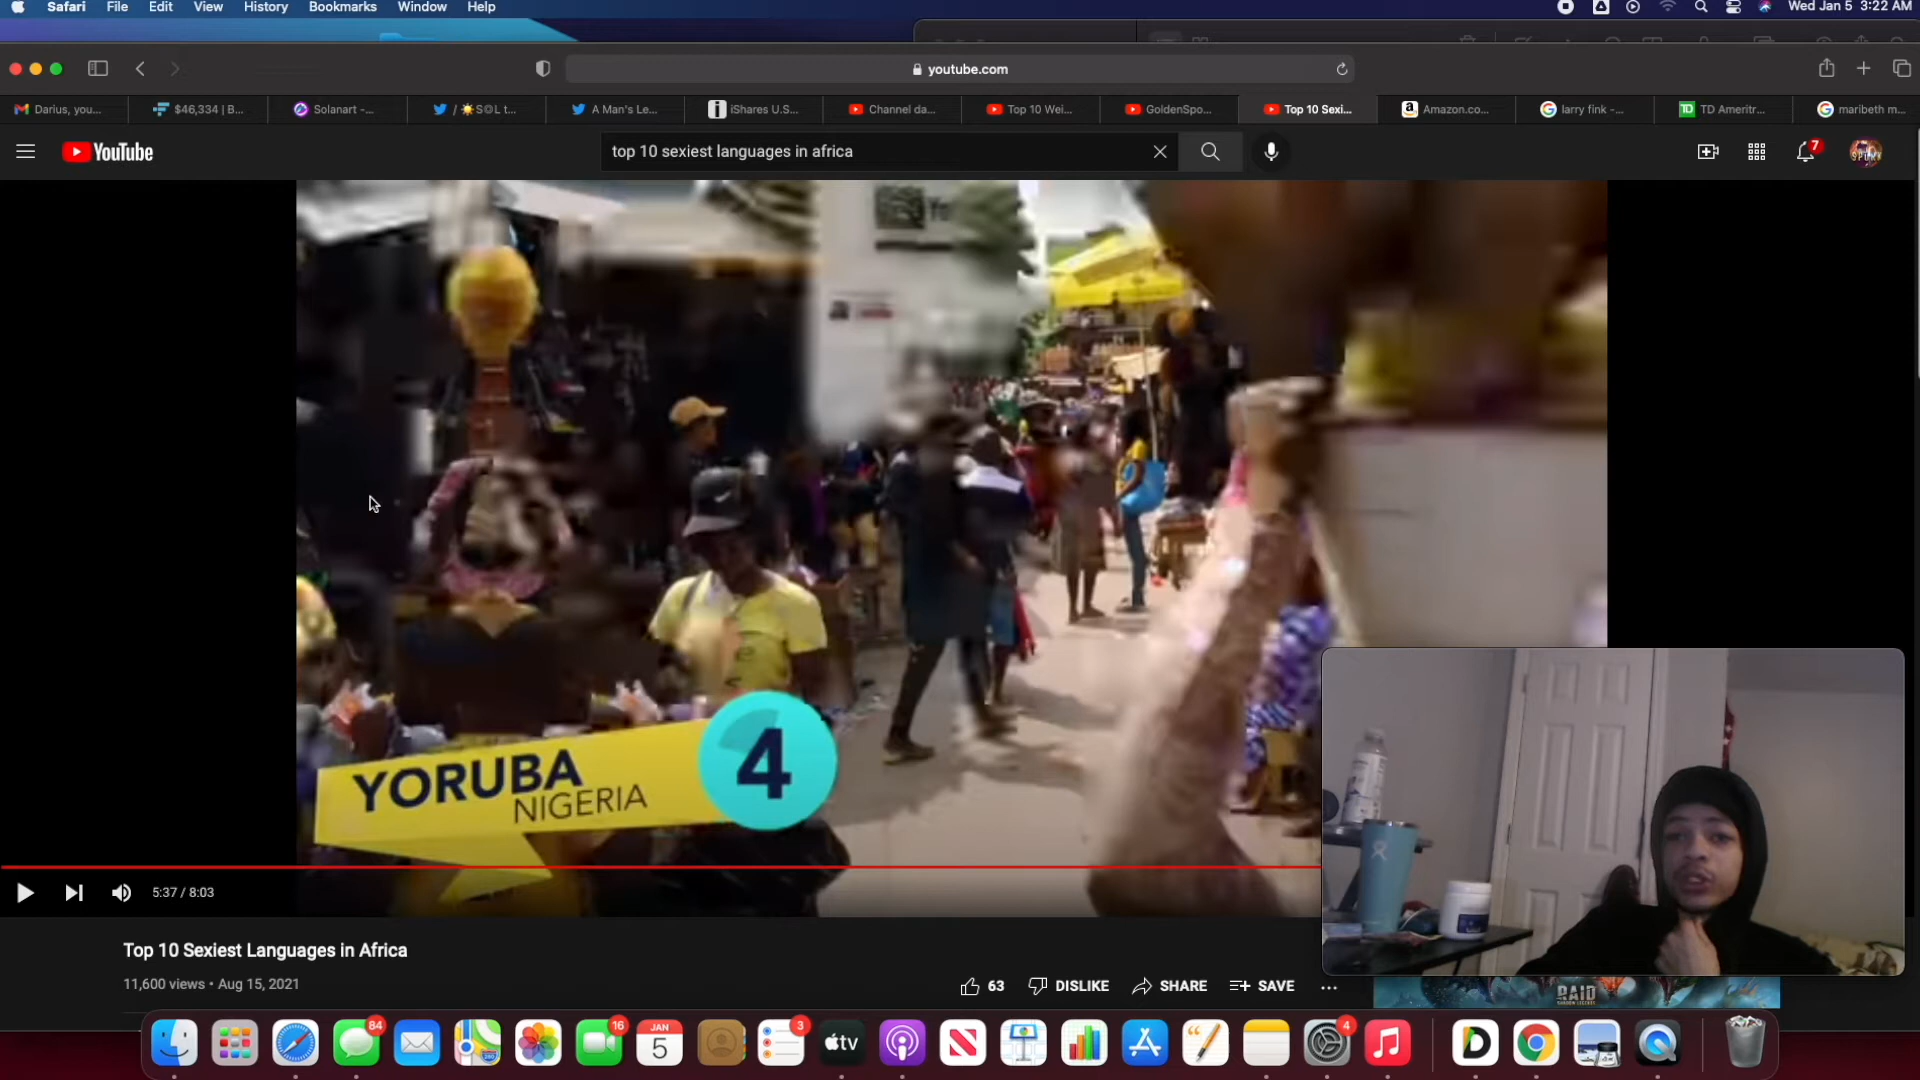 Safari File Edit View History Bookmarks Window Help Wed Jan 5 3:22 AM
youtube.com
Darius, you... $46,334 | B... Solanart -... / ☀️S◎L t... A Man's Le... iShares U.S... Channel da... Top 10 Wei... GoldenSpo... Top 10 Sexi... Amazon.co... larry fink -... TD Ameritr... maribeth m...
YouTube top 10 sexiest languages in africa 7
YORUBA
NIGERIA
4
5:37 / 8:03
Top 10 Sexiest Languages in Africa
11,600 views • Aug 15, 2021
63 DISLIKE SHARE SAVE
RAID
84 16 JAN 5 3 tv 4